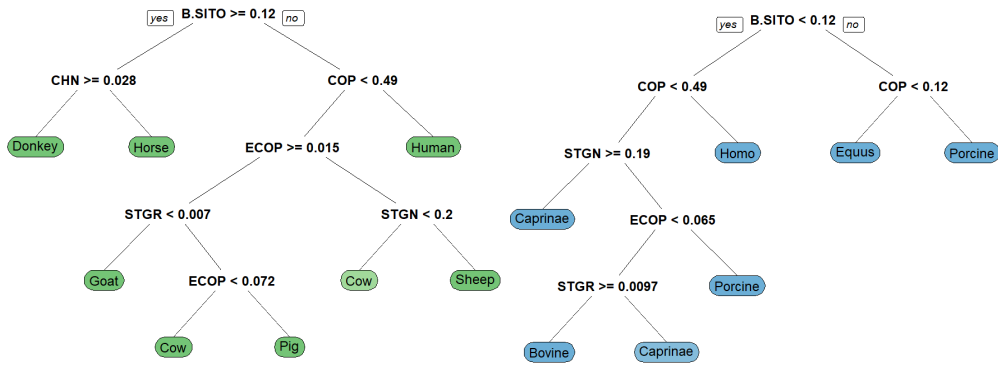 yes B.SITO >= 0.12 no
CHN >= 0.028
COP < 0.49
Donkey
Horse
ECOP >= 0.015
Human
STGR < 0.007
STGN < 0.2
Goat
ECOP < 0.072
Cow
Sheep
Cow
Pig
yes B.SITO < 0.12 no
COP < 0.49
COP < 0.12
STGN >= 0.19
Homo
Equus
Porcine
Caprinae
ECOP < 0.065
STGR >= 0.0097
Porcine
Bovine
Caprinae